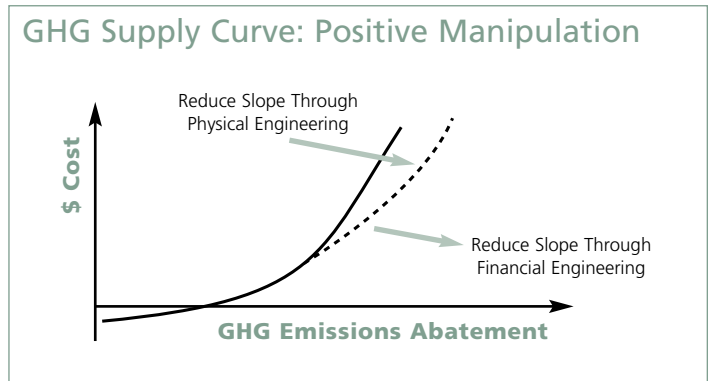 GHG Supply Curve: Positive Manipulation
Reduce Slope Through
Physical Engineering
$ Cost
Reduce Slope Through
Financial Engineering
GHG Emissions Abatement